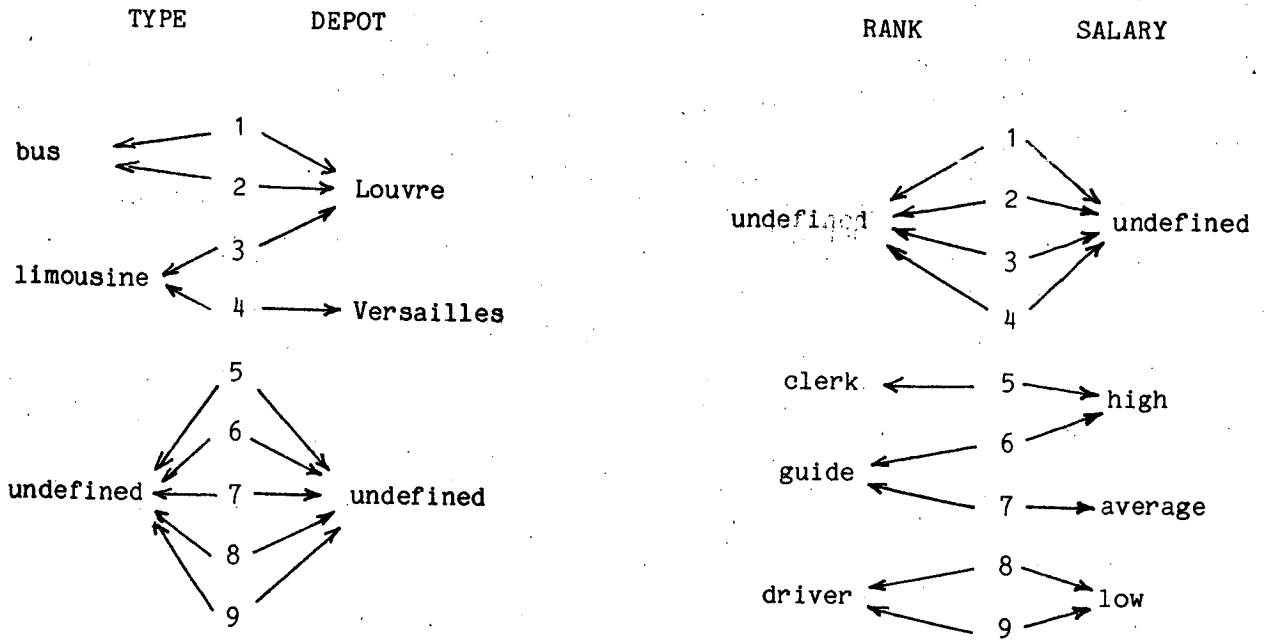 TYPE DEPOT
bus 1
2 Louvre
limousine 3
4 Versailles
5
6
undefined 7 undefined
8
9
RANK SALARY
1
undefined 2 undefined
3
4
clerk 5 high
6
guide 7 average
8
driver low
9